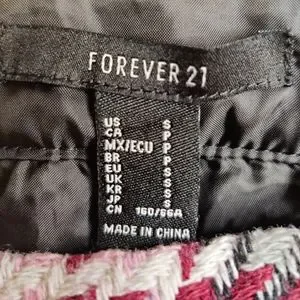 FOREVER 21
US S
CA P
MX/ECU P
BR P
EU S
UK S
KR S
JP S
CN 160/66A
MADE IN CHINA